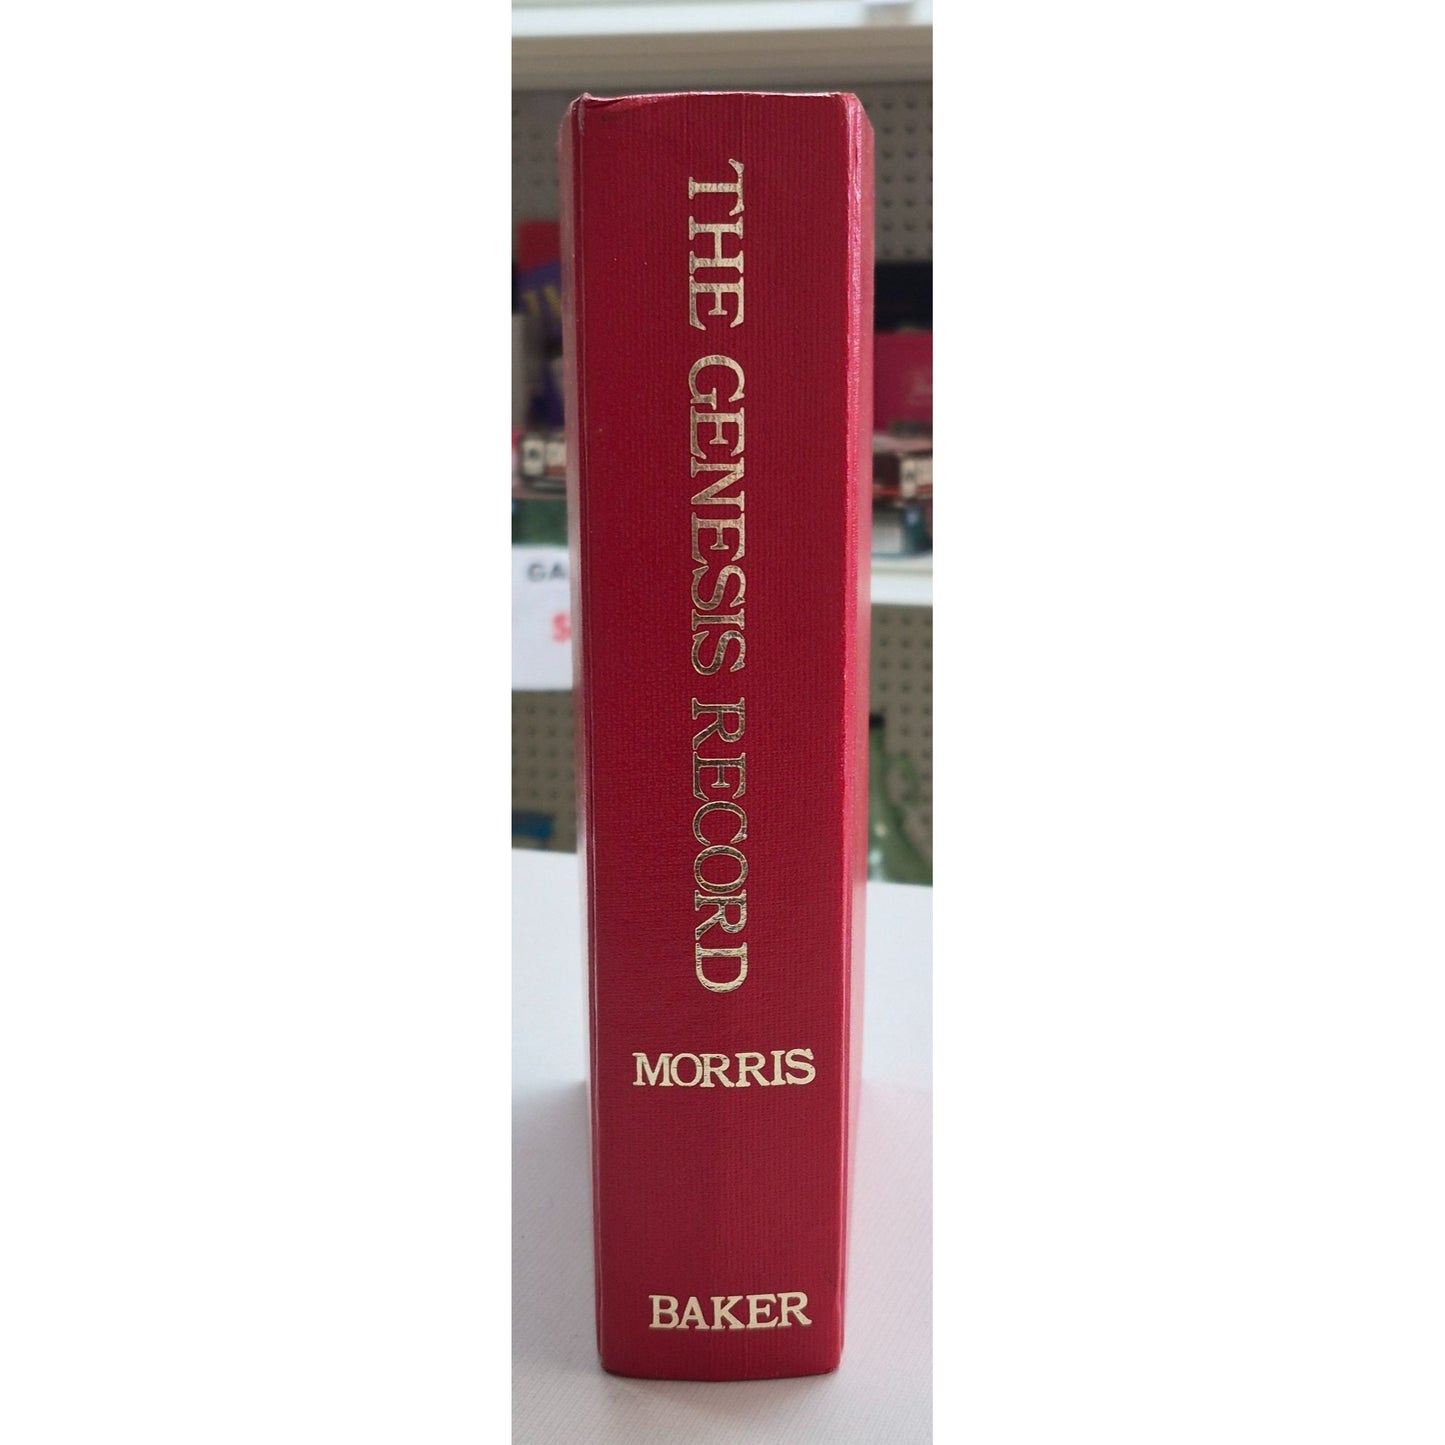 THE GENESIS RECORD
MORRIS
BAKER